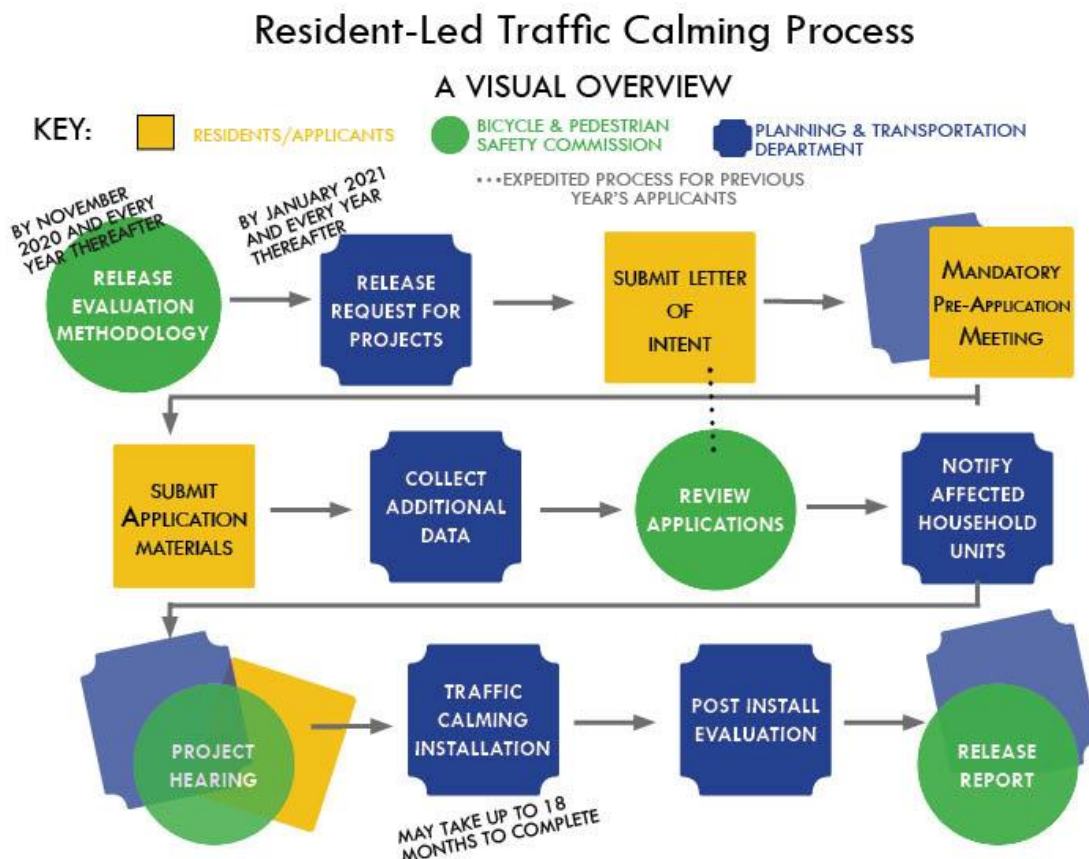 Resident-Led Traffic Calming Process
A VISUAL OVERVIEW
KEY:
RESIDENTS/APPLICANTS
BICYCLE & PEDESTRIAN
SAFETY COMMISSION
PLANNING & TRANSPORTATION
DEPARTMENT
•••EXPEDITED PROCESS FOR PREVIOUS
YEAR'S APPLICANTS
BY NOVEMBER
2020 AND EVERY
YEAR THEREAFTER
RELEASE
EVALUATION
METHODOLOGY
BY JANUARY 2021
AND EVERY YEAR
THEREAFTER
RELEASE
REQUEST FOR
PROJECTS
SUBMIT LETTER
OF
INTENT
MANDATORY
PRE-APPLICATION
MEETING
SUBMIT
APPLICATION
MATERIALS
COLLECT
ADDITIONAL
DATA
REVIEW
APPLICATIONS
NOTIFY
AFFECTED
HOUSEHOLD
UNITS
PROJECT
HEARING
TRAFFIC
CALMING
INSTALLATION
MAY TAKE UP TO 18
MONTHS TO COMPLETE
POST INSTALL
EVALUATION
RELEASE
REPORT